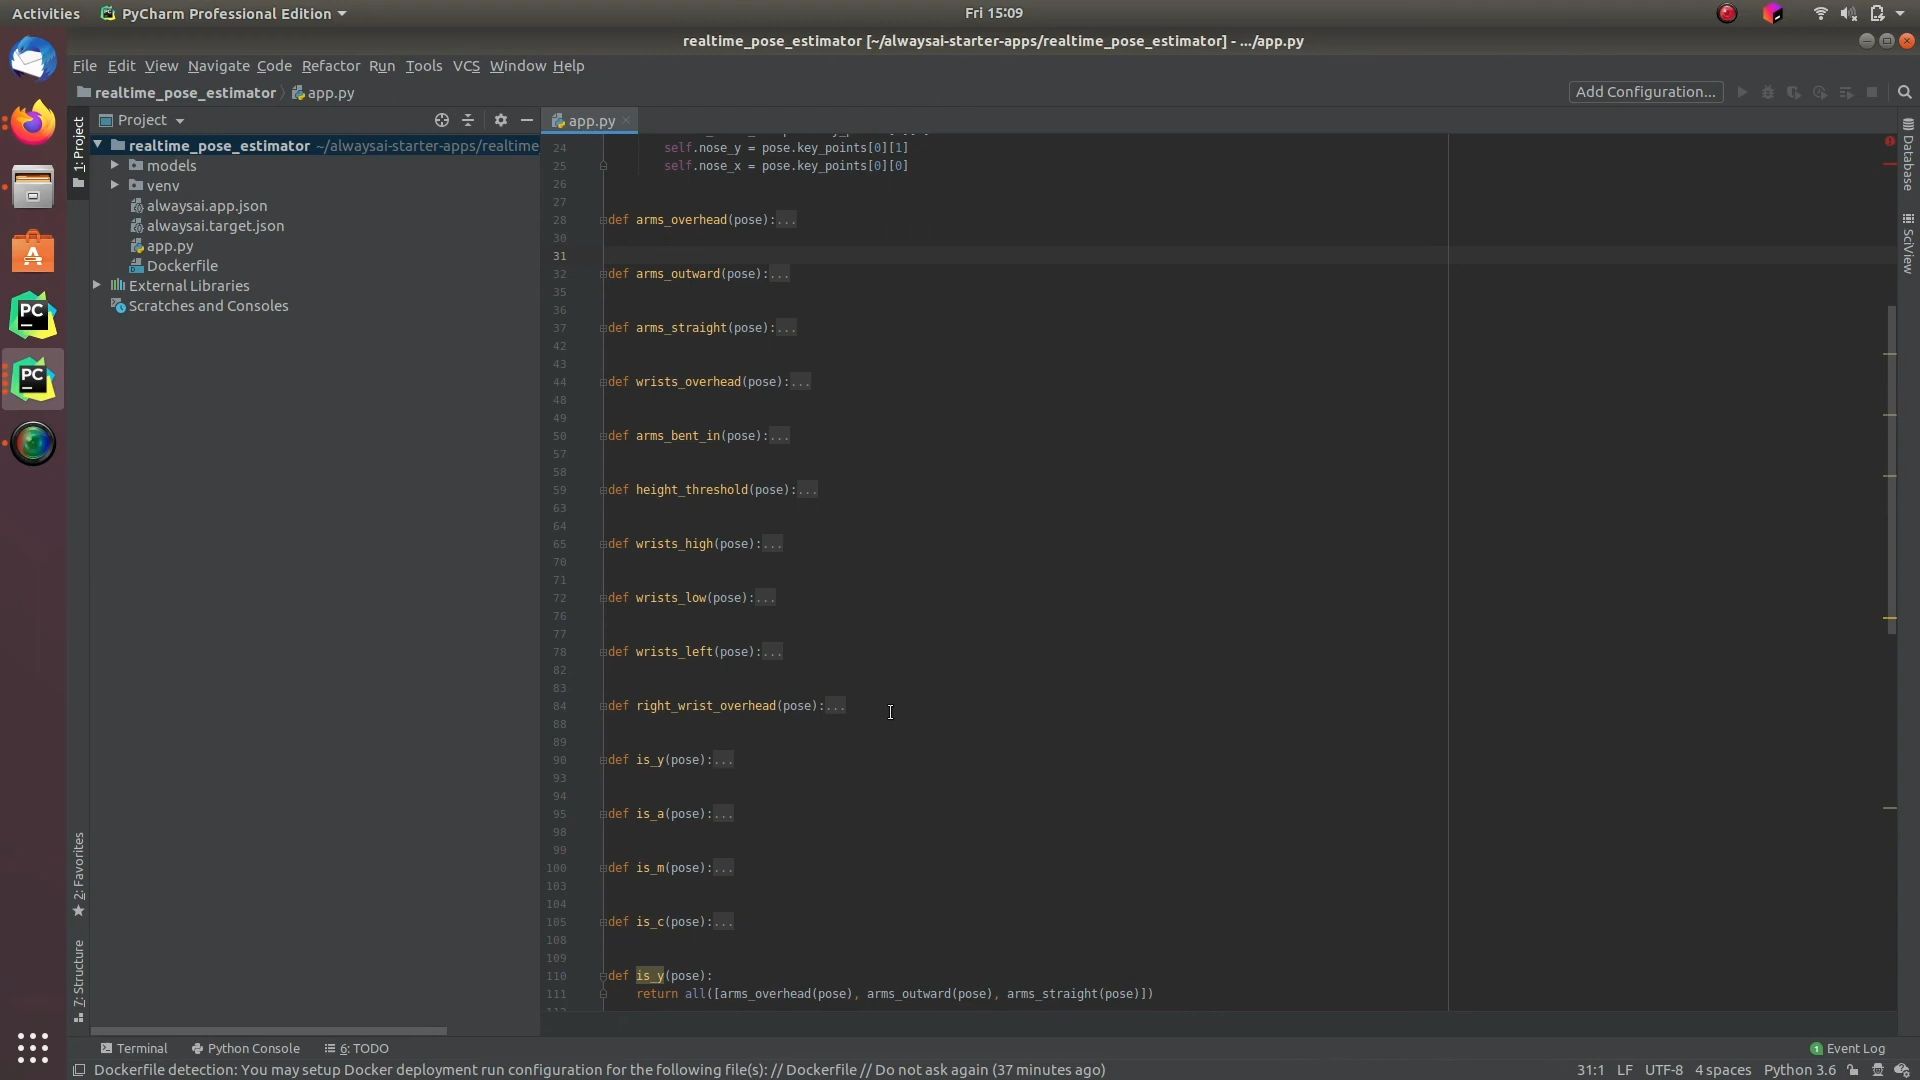 Activities PyCharm Professional Edition Fri 15:09
realtime_pose_estimator [~/alwaysai-starter-apps/realtime_pose_estimator] - .../app.py
File Edit View Navigate Code Refactor Run Tools VCS Window Help
realtime_pose_estimator app.py Add Configuration...
Project app.py
1: Project
realtime_pose_estimator ~/alwaysai-starter-apps/realtime
models
venv
alwaysai.app.json
alwaysai.target.json
app.py
Dockerfile
External Libraries
Scratches and Consoles
2: Favorites
7: Structure
24 self.nose_y = pose.key_points[0][1]
25 self.nose_x = pose.key_points[0][0]
26
27
28 def arms_overhead(pose):...
30
31
32 def arms_outward(pose):...
35
36
37 def arms_straight(pose):...
42
43
44 def wrists_overhead(pose):...
48
49
50 def arms_bent_in(pose):...
57
58
59 def height_threshold(pose):...
63
64
65 def wrists_high(pose):...
70
71
72 def wrists_low(pose):...
76
77
78 def wrists_left(pose):...
82
83
84 def right_wrist_overhead(pose):...
88
89
90 def is_y(pose):...
93
94
95 def is_a(pose):...
98
99
100 def is_m(pose):...
103
104
105 def is_c(pose):...
108
109
110 def is_y(pose):
111 return all([arms_overhead(pose), arms_outward(pose), arms_straight(pose)])
Database
SciView
Terminal Python Console 6: TODO 1 Event Log
Dockerfile detection: You may setup Docker deployment run configuration for the following file(s): // Dockerfile // Do not ask again (37 minutes ago) 31:1 LF UTF-8 4 spaces Python 3.6